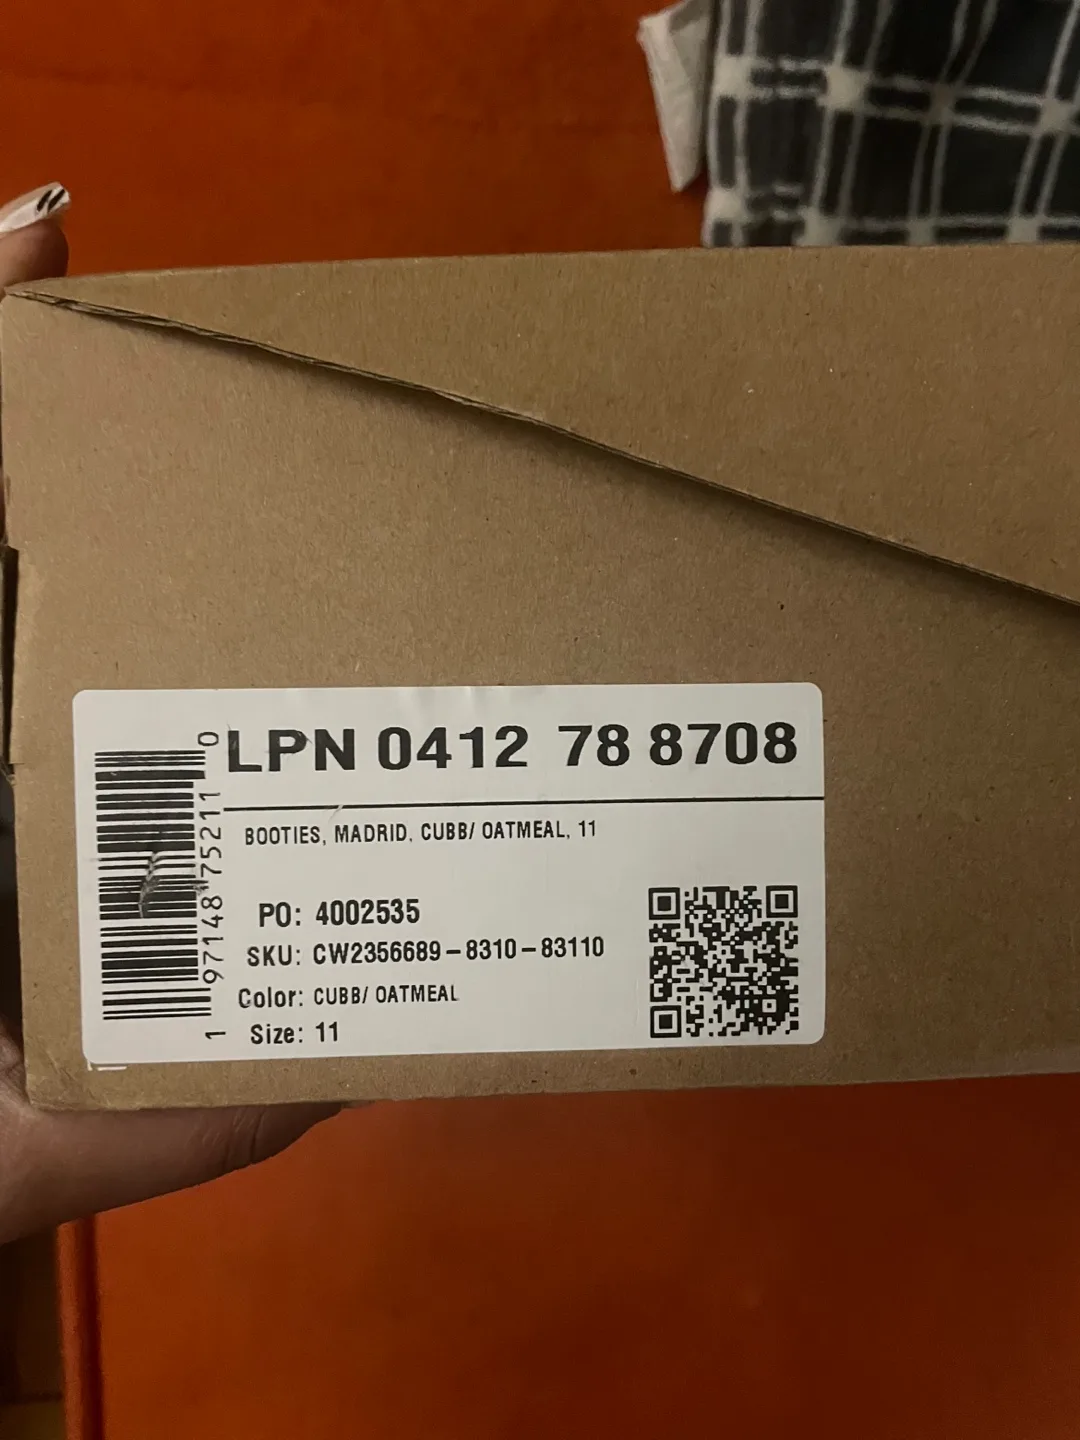 LPN 0412 78 8708
BOOTIES, MADRID, CUBB/ OATMEAL, 11
PO: 4002535
SKU: CW2356689-8310-83110
Color: CUBB/ OATMEAL
Size: 11
1 97148 75211 0